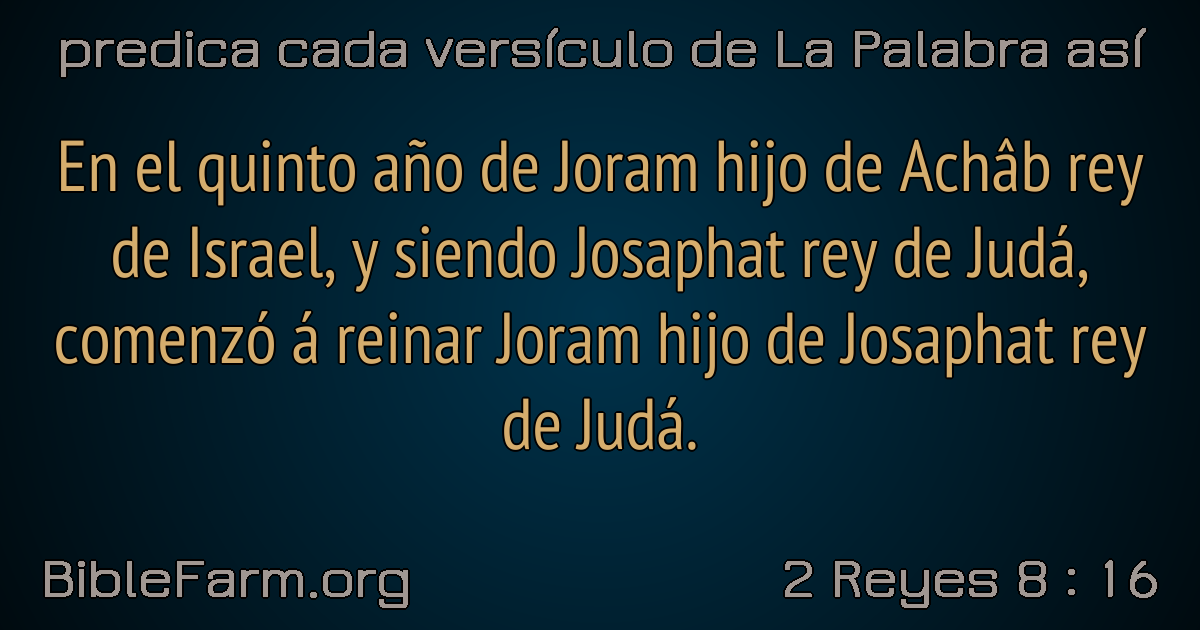 predica cada versículo de La Palabra así
En el quinto año de Joram hijo de Achâb rey
de Israel, y siendo Josaphat rey de Judá,
comenzó á reinar Joram hijo de Josaphat rey
de Judá.
BibleFarm.org
2 Reyes 8 : 16